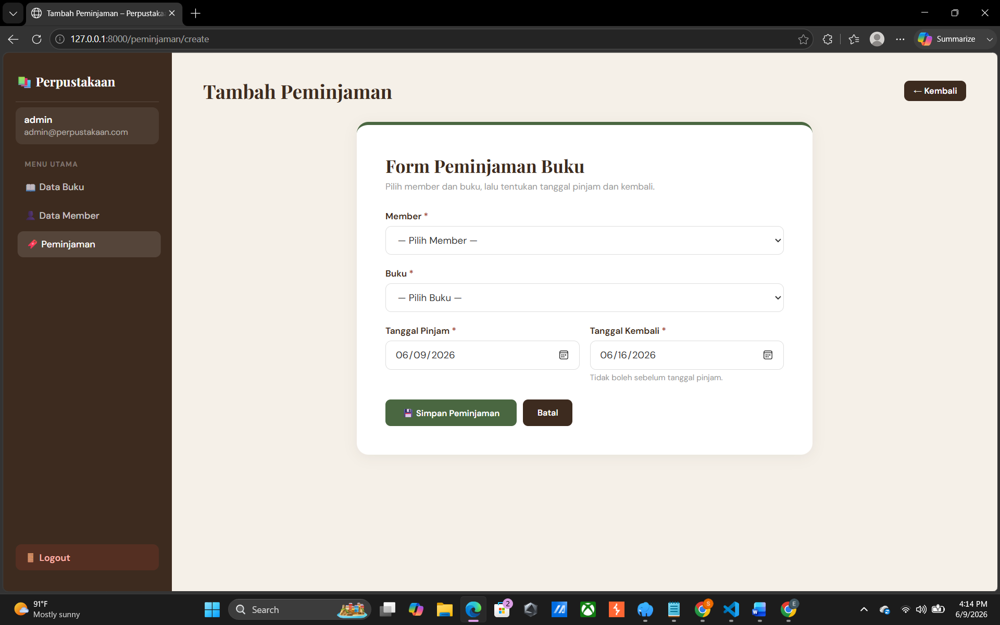 Tambah Peminjaman – Perpustaka
127.0.0.1:8000/peminjaman/create
Summarize
Perpustakaan
admin
admin@perpustakaan.com
MENU UTAMA
Data Buku
Data Member
Peminjaman
Logout
Tambah Peminjaman
← Kembali
Form Peminjaman Buku
Pilih member dan buku, lalu tentukan tanggal pinjam dan kembali.
Member *
— Pilih Member —
Buku *
— Pilih Buku —
Tanggal Pinjam * Tanggal Kembali *
06/09/2026 06/16/2026
Tidak boleh sebelum tanggal pinjam.
Simpan Peminjaman Batal
91°F
Mostly sunny
Search
2
S
E
W
4:14 PM
6/9/2026